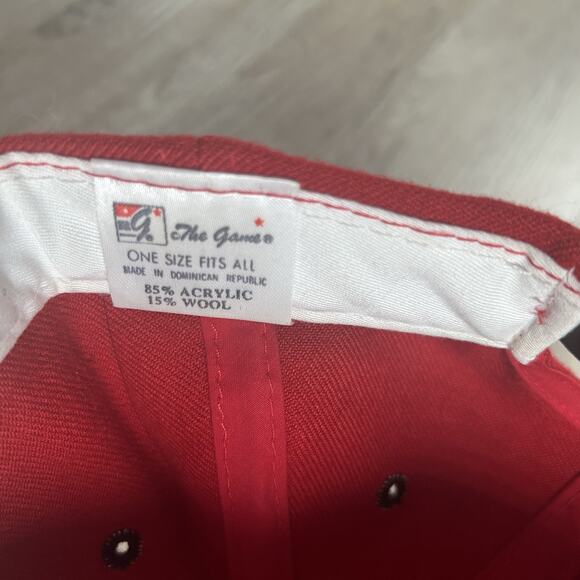 G.
The Game®
ONE SIZE FITS ALL
MADE IN DOMINICAN REPUBLIC
85% ACRYLIC
15% WOOL